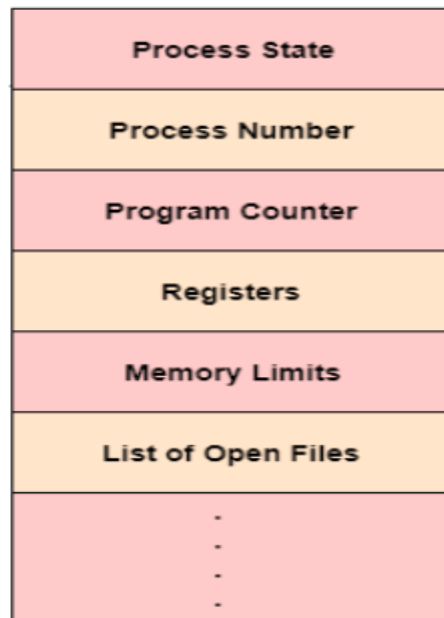 Process State
Process Number
Program Counter
Registers
Memory Limits
List of Open Files
.
.
.
.